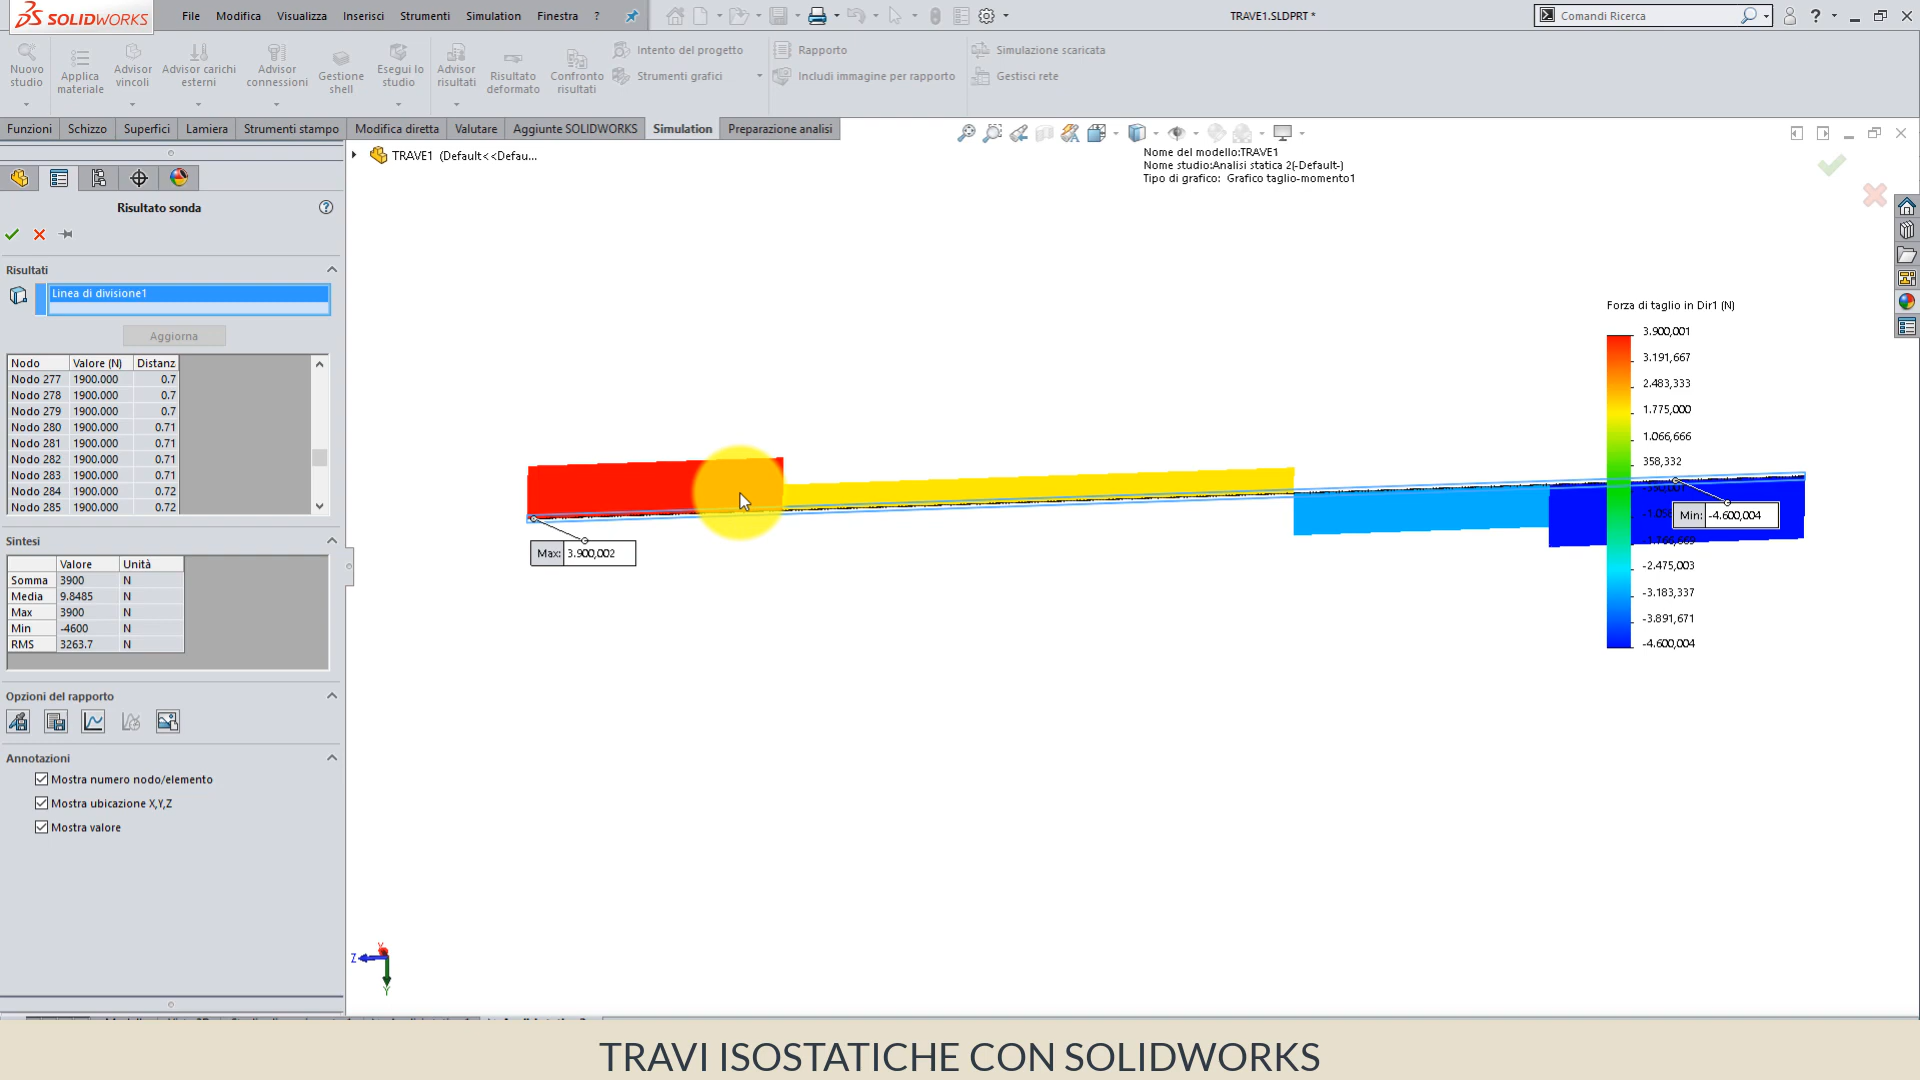 SOLIDWORKS
File Modifica Visualizza Inserisci Strumenti Simulation Finestra ?
TRAVE1.SLDPRT *
Comandi Ricerca
Nuovo studio
Applica materiale
Advisor vincoli
Advisor carichi esterni
Advisor connessioni
Gestione shell
Esegui lo studio
Advisor risultati
Risultato deformato
Confronto risultati
Intento del progetto
Strumenti grafici
Rapporto
Includi immagine per rapporto
Simulazione scaricata
Gestisci rete
Funzioni Schizzo Superfici Lamiera Strumenti stampo Modifica diretta Valutare Aggiunte SOLIDWORKS Simulation Preparazione analisi
TRAVE1 (Default<<Defau...
Nome del modello:TRAVE1
Nome studio:Analisi statica 2(-Default-)
Tipo di grafico: Grafico taglio-momento1
Risultato sonda
Risultati
Linea di divisione1
Aggiorna
Nodo Valore (N) Distanz
Nodo 277 1900.000 0.7
Nodo 278 1900.000 0.7
Nodo 279 1900.000 0.7
Nodo 280 1900.000 0.71
Nodo 281 1900.000 0.71
Nodo 282 1900.000 0.71
Nodo 283 1900.000 0.71
Nodo 284 1900.000 0.72
Nodo 285 1900.000 0.72
Sintesi
Valore Unità
Somma 3900 N
Media 9.8485 N
Max 3900 N
Min -4600 N
RMS 3263.7 N
Opzioni del rapporto
Annotazioni
Mostra numero nodo/elemento
Mostra ubicazione X,Y,Z
Mostra valore
Max: 3.900,002
Min: -4.600,004
Forza di taglio in Dir1 (N)
3.900,001
3.191,667
2.483,333
1.775,000
1.066,666
358,332
-2.475,003
-3.183,337
-3.891,671
-4.600,004
Y
Z
Y
TRAVI ISOSTATICHE CON SOLIDWORKS